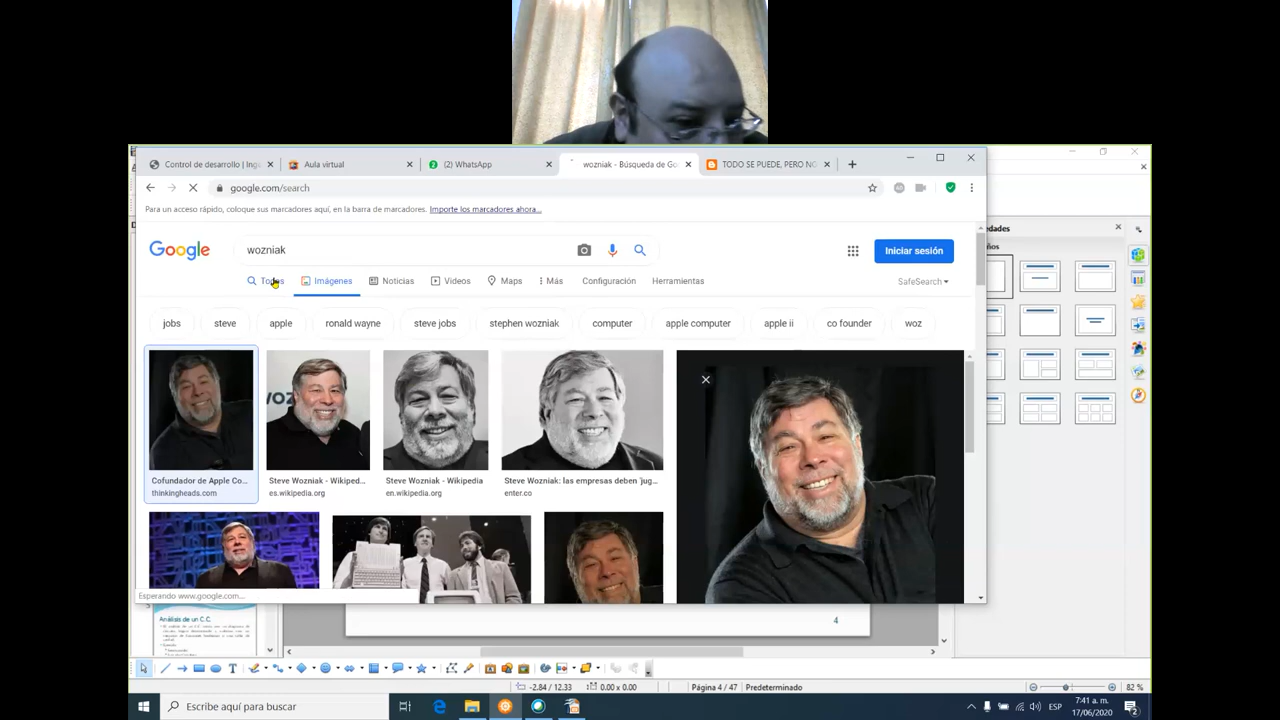 Control de desarrollo | Inge
Aula virtual
(2) WhatsApp
wozniak - Búsqueda de Go
TODO SE PUEDE, PERO NO
google.com/search
Para un acceso rápido, coloque sus marcadores aquí, en la barra de marcadores. Importe los marcadores ahora...
Google
wozniak
Iniciar sesión
Todos
Imágenes
Noticias
Videos
Maps
Más
Configuración
Herramientas
SafeSearch
jobs
steve
apple
ronald wayne
steve jobs
stephen wozniak
computer
apple computer
apple ii
co founder
woz
Cofundador de Apple Co...
thinkingheads.com
Steve Wozniak - Wikiped...
es.wikipedia.org
Steve Wozniak - Wikipedia
en.wikipedia.org
Steve Wozniak: las empresas deben 'jug...
enter.co
Esperando www.google.com...
edades
Análisis de un C.C.
4
-2.84 / 12.33
0.00 x 0.00
Página 4 / 47
Predeterminado
82 %
Escribe aquí para buscar
ESP
7:41 a. m.
17/06/2020
2